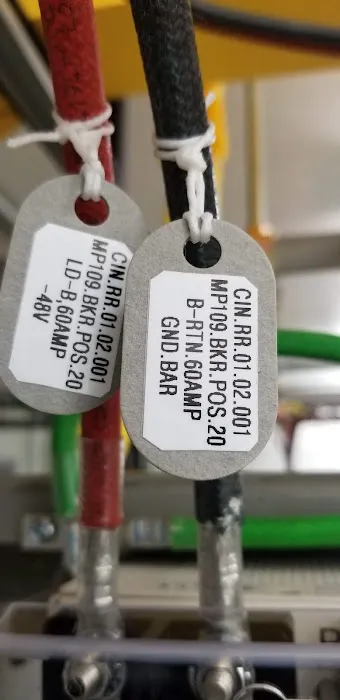 CIN.RR.01.02.001
MP109.BKR.POS.20
LD-B.60AMP
-48V
CIN.RR.01.02.001
MP109.BKR.POS.20
B-RTN.60AMP
GND.BAR